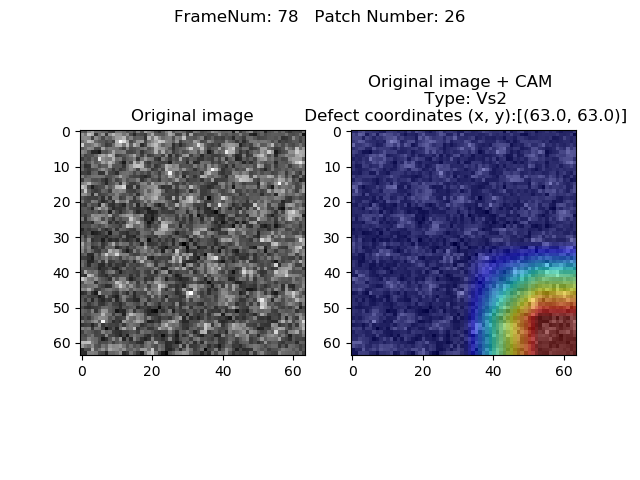 FrameNum: 78   Patch Number: 26
Original image + CAM
Type: Vs2
Original image
Defect coordinates (x, y):[(63.0, 63.0)]
0
10
20
30
40
50
60
0 20 40 60
0
10
20
30
40
50
60
0 20 40 60